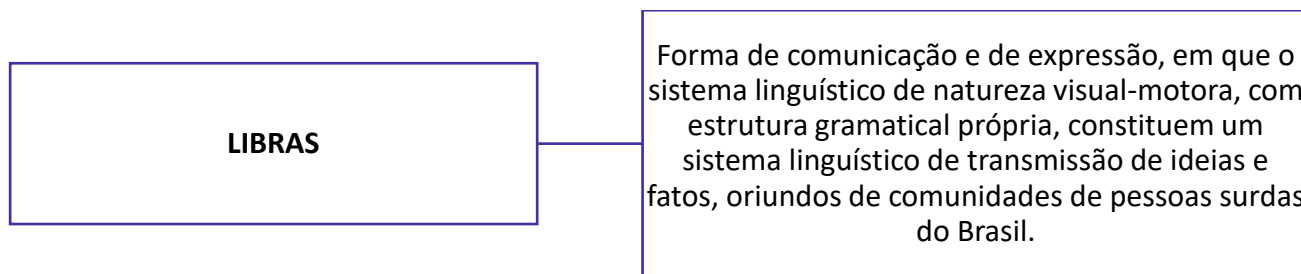 LIBRAS
Forma de comunicação e de expressão, em que o
sistema linguístico de natureza visual-motora, com
estrutura gramatical própria, constituem um
sistema linguístico de transmissão de ideias e
fatos, oriundos de comunidades de pessoas surdas
do Brasil.